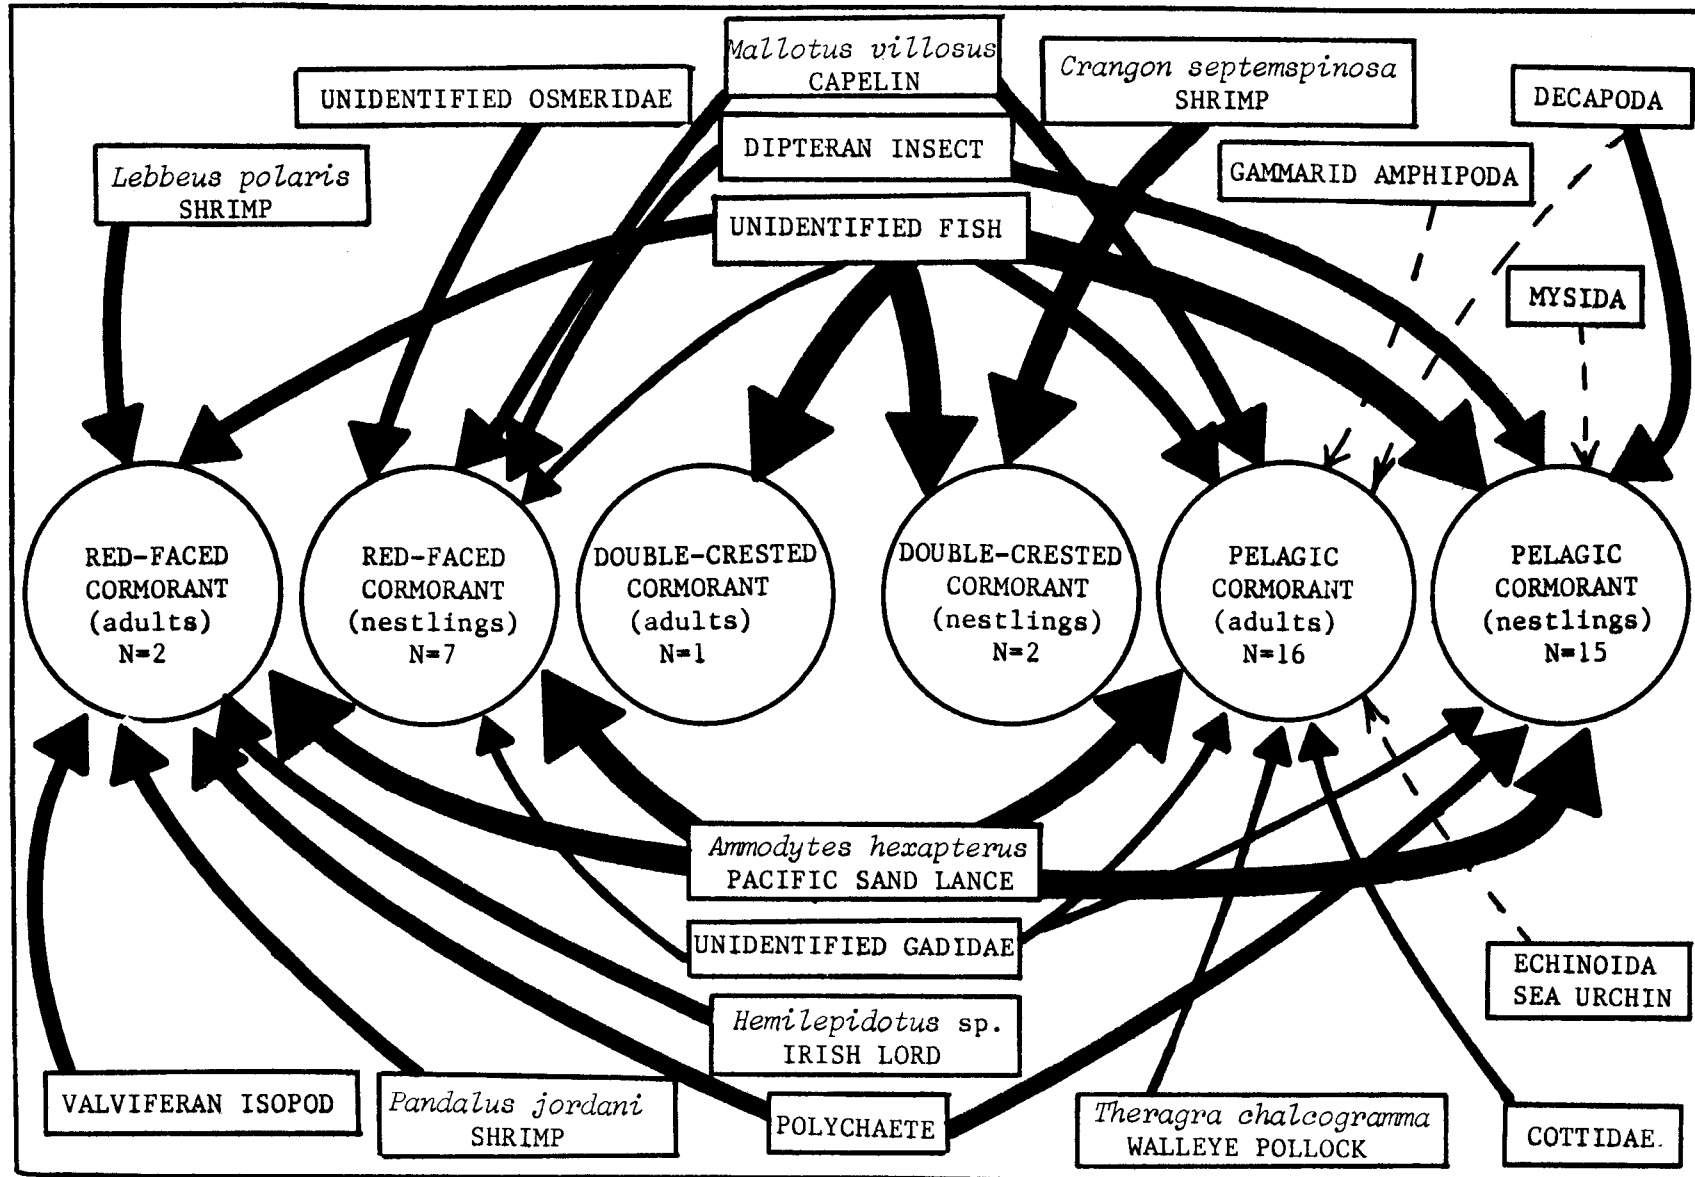 Mallotus villosus
CAPELIN
Crangon septemspinosa
SHRIMP
UNIDENTIFIED OSMERIDAE
DECAPODA
DIPTERAN INSECT
Lebbeus polaris
SHRIMP
GAMMARID AMPHIPODA
UNIDENTIFIED FISH
MYSIDA
RED-FACED
CORMORANT
(adults)
N=2
RED-FACED
CORMORANT
(nestlings)
N=7
DOUBLE-CRESTED
CORMORANT
(adults)
N=1
DOUBLE-CRESTED
CORMORANT
(nestlings)
N=2
PELAGIC
CORMORANT
(adults)
N=16
PELAGIC
CORMORANT
(nestlings)
N=15
Ammodytes hexapterus
PACIFIC SAND LANCE
UNIDENTIFIED GADIDAE
ECHINOIDA
SEA URCHIN
Hemilepidotus sp.
IRISH LORD
VALVIFERAN ISOPOD
Pandalus jordani
SHRIMP
POLYCHAETE
Theragra chalcogramma
WALLEYE POLLOCK
COTTIDAE